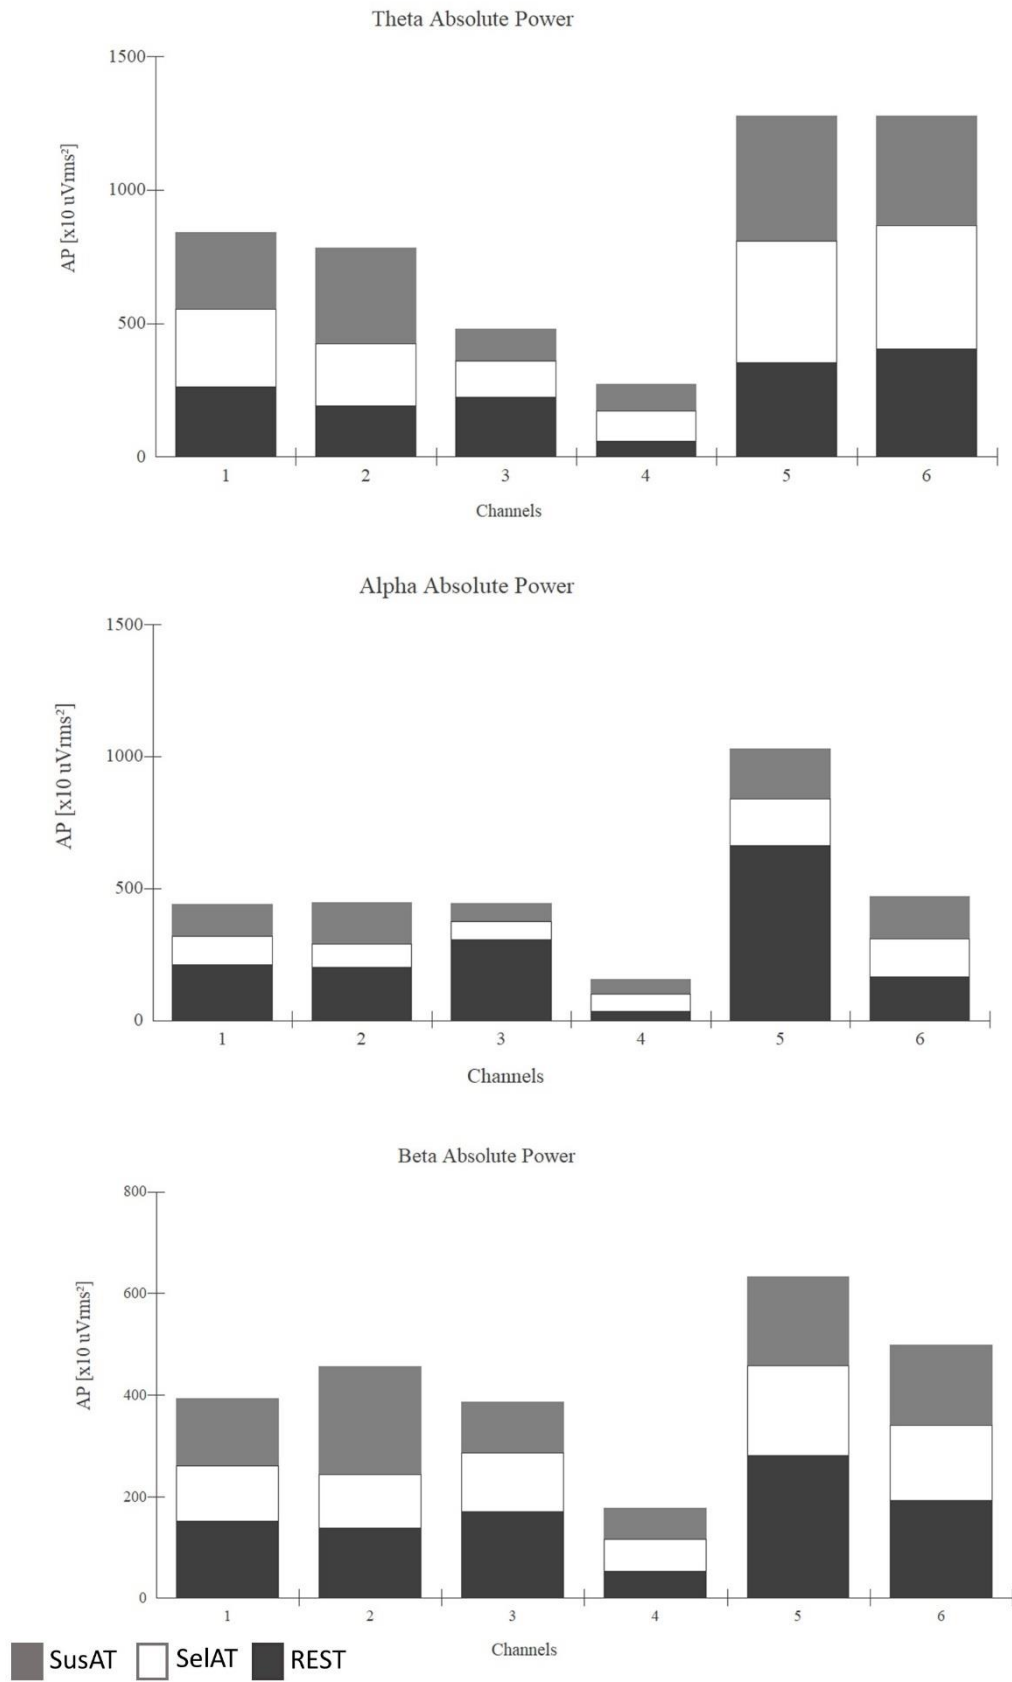 Theta Absolute Power
1500
1000
500
0
AP [x10 uVrms²]
1 2 3 4 5 6
Channels
Alpha Absolute Power
1500
1000
500
0
AP [x10 uVrms²]
1 2 3 4 5 6
Channels
Beta Absolute Power
800
600
400
200
0
AP [x10 uVrms²]
1 2 3 4 5 6
Channels
SusAT SelAT REST